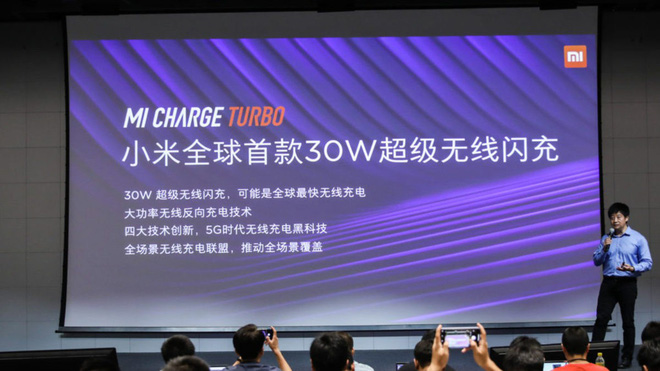 mi
MI CHARGE TURBO
小米全球首款30W超级无线闪充
30W 超级无线闪充，可能是全球最快无线充电
大功率无线反向充电技术
四大技术创新，5G时代无线充电黑科技
全场景无线充电联盟，推动全场景覆盖